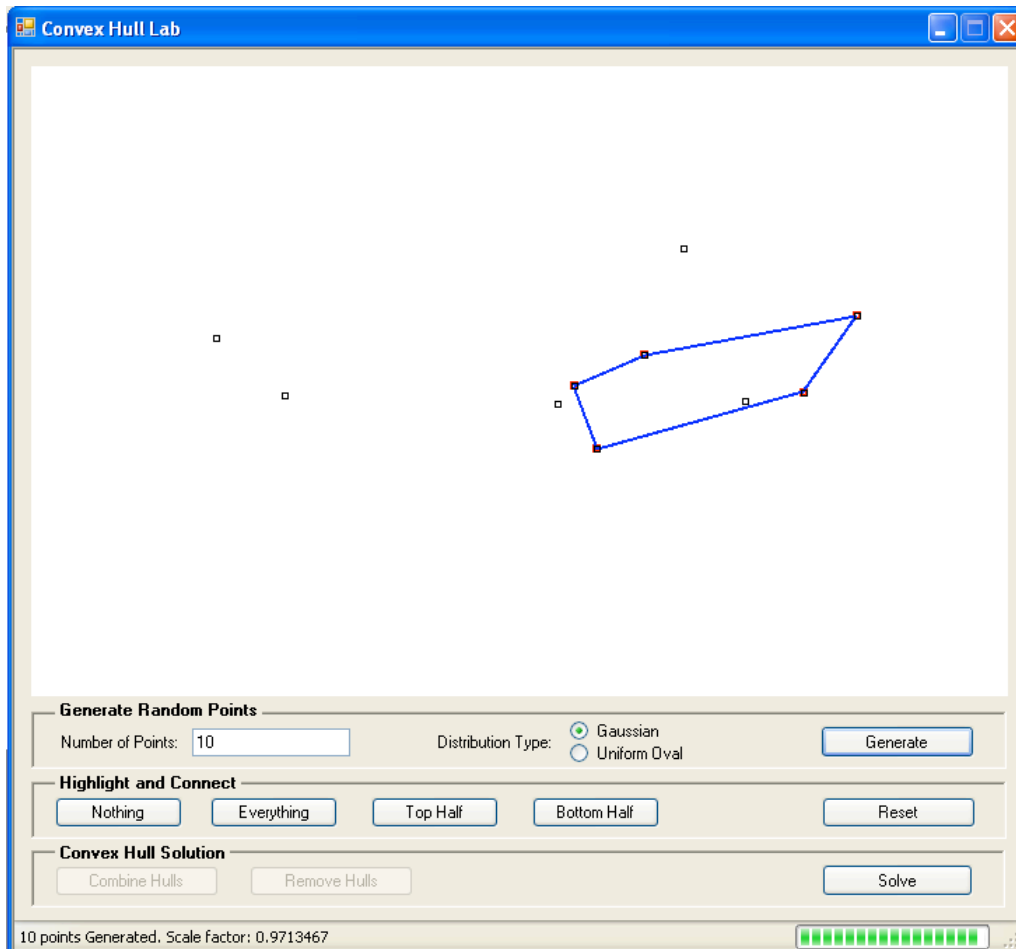 Convex Hull Lab
Generate Random Points
Number of Points: 10 Distribution Type: Gaussian
Uniform Oval
Generate
Highlight and Connect
Nothing Everything Top Half Bottom Half Reset
Convex Hull Solution
Combine Hulls Remove Hulls Solve
10 points Generated. Scale factor: 0.9713467